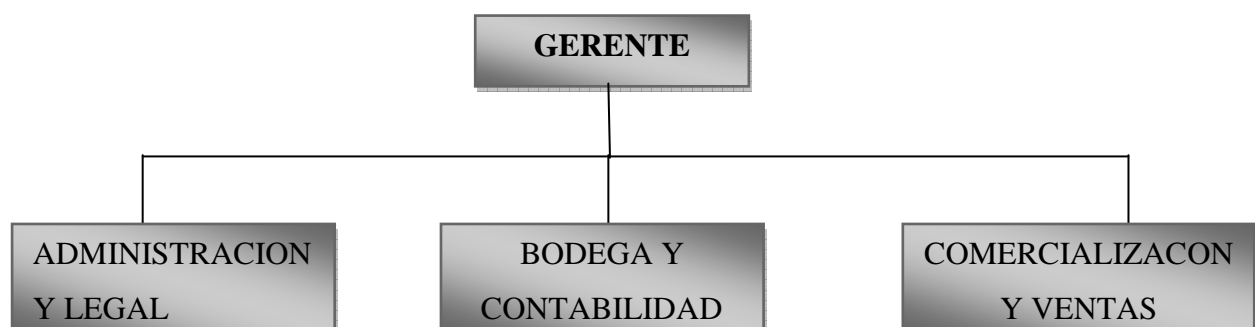 GERENTE
ADMINISTRACION
Y LEGAL
BODEGA Y
CONTABILIDAD
COMERCIALIZACON
Y VENTAS